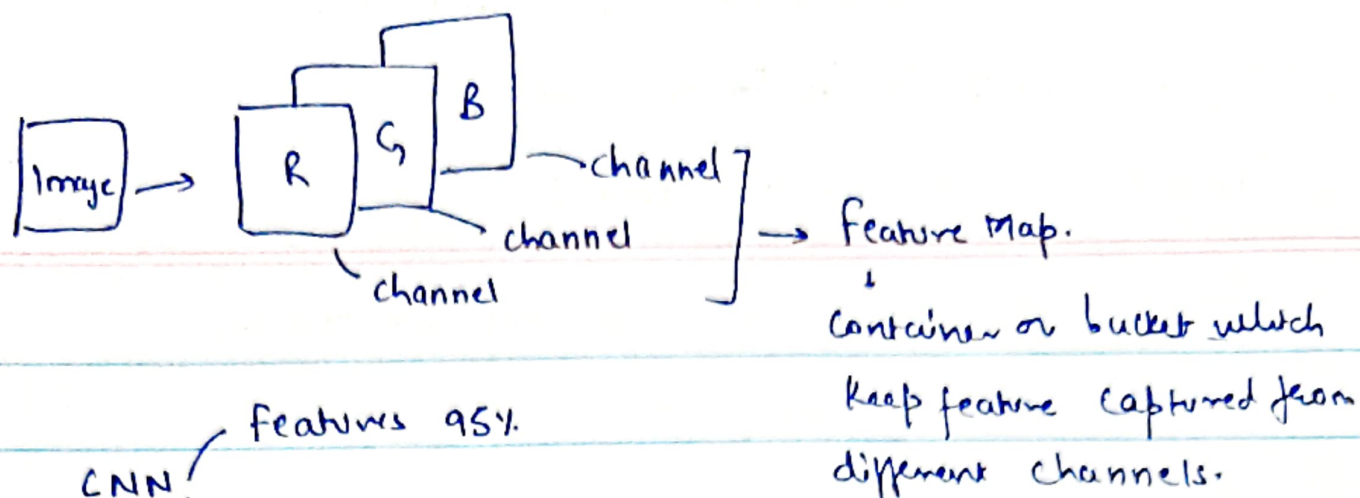 Image
R
G
B
channel
channel
channel
Feature Map.
Container or bucket which
keep feature captured from
different channels.
features 95%
CNN